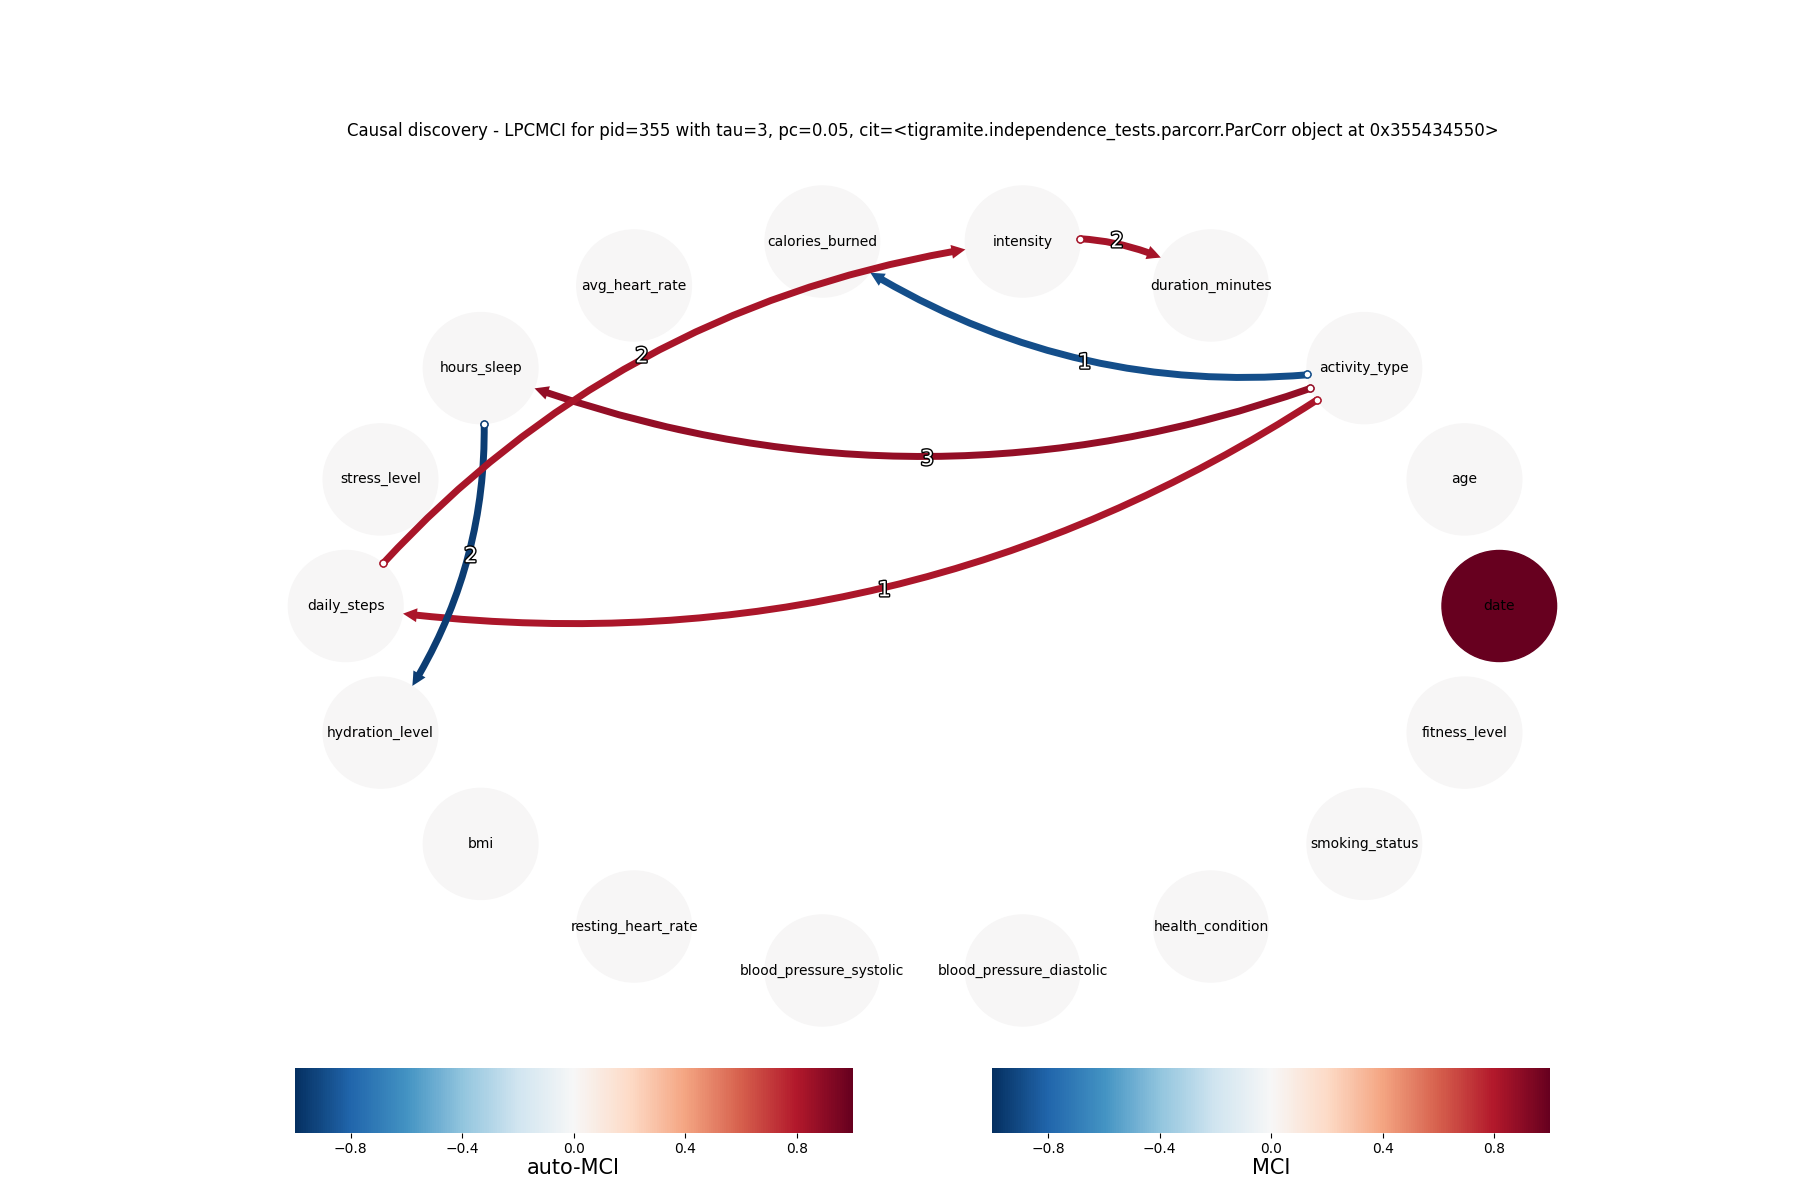 Causal discovery - LPCMCI for pid=355 with tau=3, pc=0.05, cit=<tigramite.independence_tests.parcorr.ParCorr object at 0x355434550>
calories_burned
intensity
2
avg_heart_rate
duration_minutes
2
1
hours_sleep
activity_type
3
stress_level
age
2
1
daily_steps
date
hydration_level
fitness_level
bmi
smoking_status
resting_heart_rate
health_condition
blood_pressure_systolic
blood_pressure_diastolic
−0.8 −0.4 0.0 0.4 0.8
auto-MCI
−0.8 −0.4 0.0 0.4 0.8
MCI